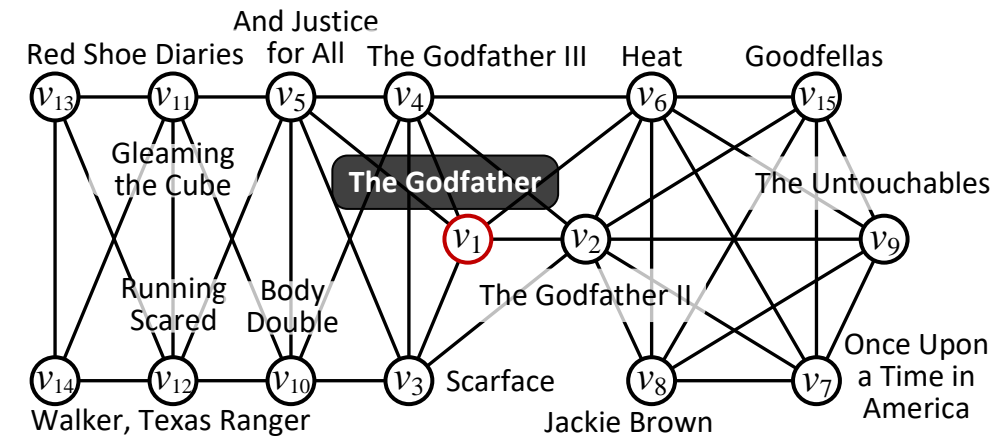 And Justice
for All
Red Shoe Diaries
The Godfather III
Heat
Goodfellas
v13
v11
v5
v4
v6
v15
Gleaming
the Cube
The Godfather
The Untouchables
v1
v2
v9
Running
Scared
Body
Double
The Godfather II
v14
v12
v10
v3
Scarface
v8
v7
Once Upon
a Time in
America
Walker, Texas Ranger
Jackie Brown